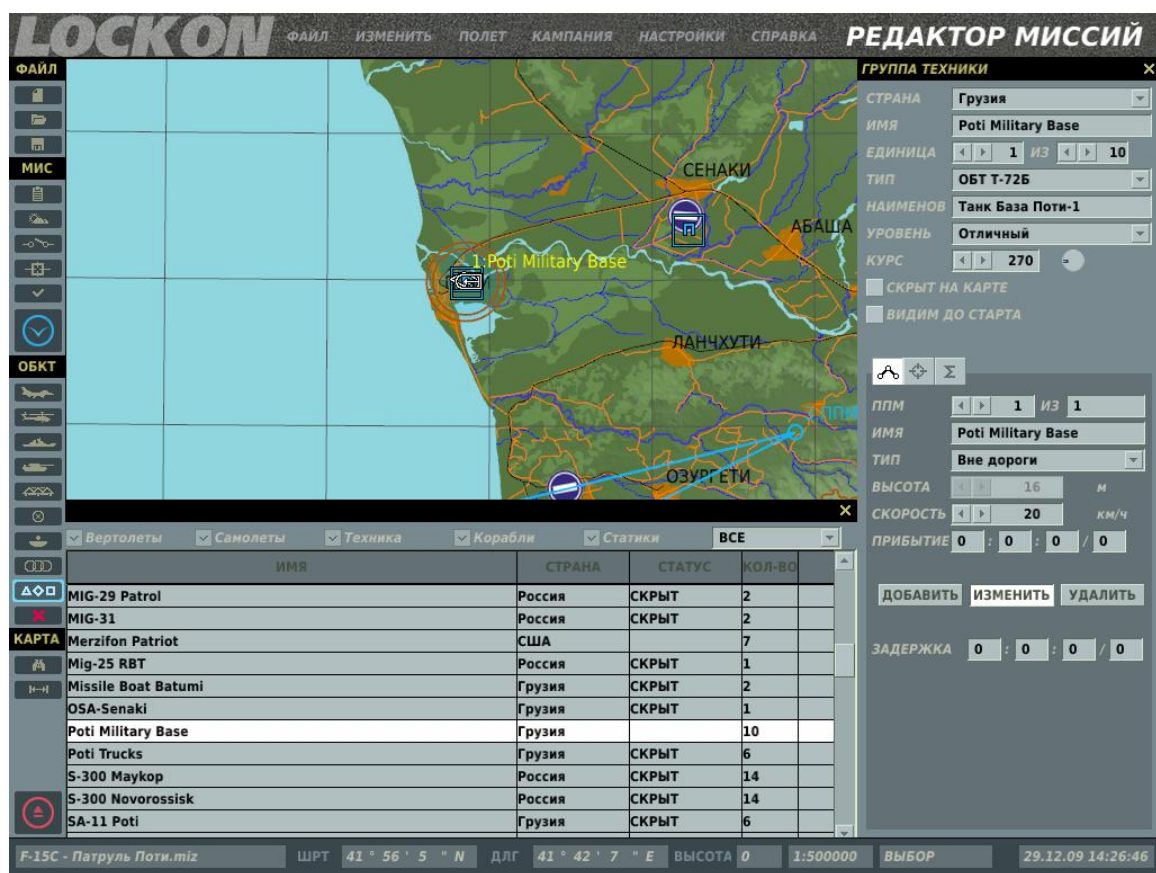 LOCKON ФАЙЛ ИЗМЕНИТЬ ПОЛЕТ КАМПАНИЯ НАСТРОЙКИ СПРАВКА РЕДАКТОР МИССИЙ
ФАЙЛ
МИС
ОБКТ
КАРТА
СЕНАКИ
АБАША
1:Poti Military Base
ЛАНЧХУТИ
ППМ
ОЗУРГЕТИ
Вертолеты Самолеты Техника Корабли Статики ВСЕ
ИМЯ СТРАНА СТАТУС КОЛ-ВО
MIG-29 Patrol Россия СКРЫТ 2
MIG-31 Россия СКРЫТ 2
Merzifon Patriot США 7
Mig-25 RBT Россия СКРЫТ 1
Missile Boat Batumi Грузия СКРЫТ 2
OSA-Senaki Грузия СКРЫТ 1
Poti Military Base Грузия 10
Poti Trucks Грузия СКРЫТ 6
S-300 Маукор Россия СКРЫТ 14
S-300 Novorossisk Россия СКРЫТ 14
SA-11 Poti Грузия СКРЫТ 6
ГРУППА ТЕХНИКИ
СТРАНА Грузия
ИМЯ Poti Military Base
ЕДИНИЦА 1 ИЗ 10
ТИП ОБТ Т-72Б
НАИМЕНОВ Танк База Поти-1
УРОВЕНЬ Отличный
КУРС 270
СКРЫТ НА КАРТЕ
ВИДИМ ДО СТАРТА
Σ
ППМ 1 ИЗ 1
ИМЯ Poti Military Base
ТИП Вне дороги
ВЫСОТА 16 м
СКОРОСТЬ 20 км/ч
ПРИБЫТИЕ 0 : 0 : 0 / 0
ДОБАВИТЬ ИЗМЕНИТЬ УДАЛИТЬ
ЗАДЕРЖКА 0 : 0 : 0 / 0
F-15C - Патруль Поти.miz ШРТ 41 ° 56 ' 5 " N ДЛГ 41 ° 42 ' 7 " E ВЫСОТА 0 1:500000 ВЫБОР 29.12.09 14:26:46